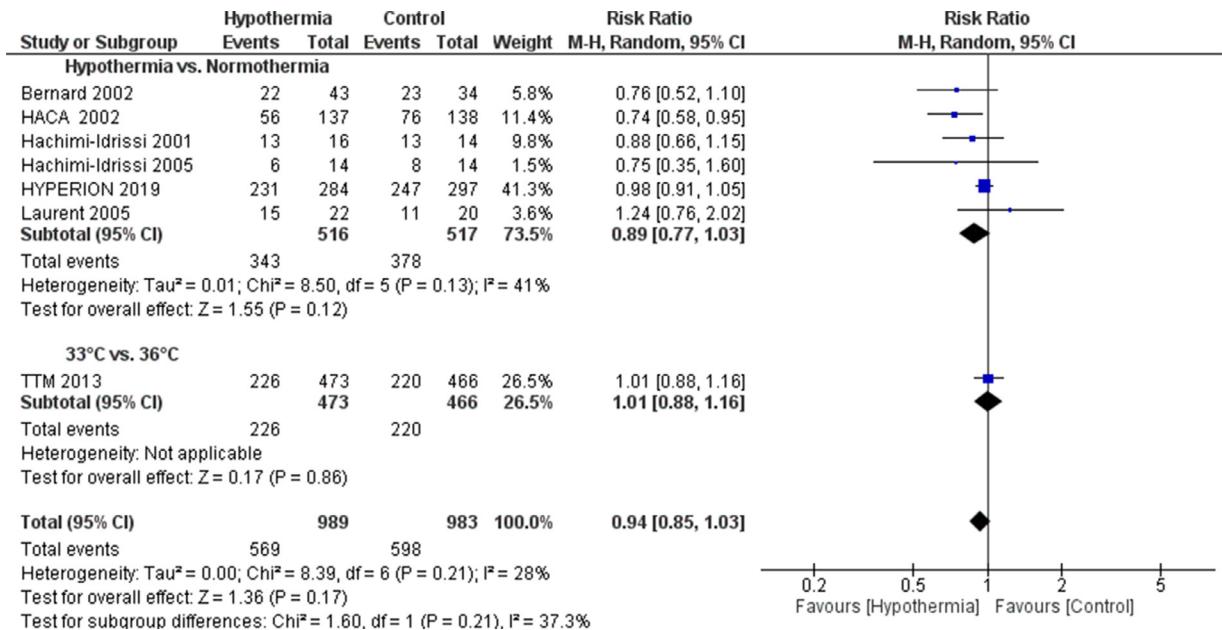 Hypothermia Control Risk Ratio Risk Ratio
Study or Subgroup Events Total Events Total Weight M-H, Random, 95% CI M-H, Random, 95% CI
Hypothermia vs. Normothermia
Bernard 2002 22 43 23 34 5.8% 0.76 [0.52, 1.10]
HACA 2002 56 137 76 138 11.4% 0.74 [0.58, 0.95]
Hachimi-Idrissi 2001 13 16 13 14 9.8% 0.88 [0.66, 1.15]
Hachimi-Idrissi 2005 6 14 8 14 1.5% 0.75 [0.35, 1.60]
HYPERION 2019 231 284 247 297 41.3% 0.98 [0.91, 1.05]
Laurent 2005 15 22 11 20 3.6% 1.24 [0.76, 2.02]
Subtotal (95% CI) 516 517 73.5% 0.89 [0.77, 1.03]
Total events 343 378
Heterogeneity: Tau² = 0.01; Chi² = 8.50, df = 5 (P = 0.13); I² = 41%
Test for overall effect: Z = 1.55 (P = 0.12)
33°C vs. 36°C
TTM 2013 226 473 220 466 26.5% 1.01 [0.88, 1.16]
Subtotal (95% CI) 473 466 26.5% 1.01 [0.88, 1.16]
Total events 226 220
Heterogeneity: Not applicable
Test for overall effect: Z = 0.17 (P = 0.86)
Total (95% CI) 989 983 100.0% 0.94 [0.85, 1.03]
Total events 569 598
Heterogeneity: Tau² = 0.00; Chi² = 8.39, df = 6 (P = 0.21); I² = 28%
Test for overall effect: Z = 1.36 (P = 0.17)
Test for subgroup differences: Chi² = 1.60, df = 1 (P = 0.21), I² = 37.3%
0.2 0.5 1 2 5
Favours [Hypothermia] Favours [Control]